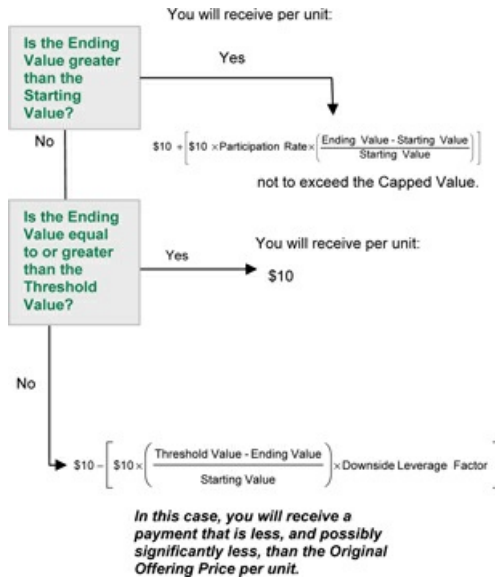 You will receive per unit:
Is the Ending
Value greater
than the
Starting
Value?
Yes
No
$10 + [$10 × Participation Rate × (Ending Value - Starting Value / Starting Value)]
not to exceed the Capped Value.
Is the Ending
Value equal
to or greater
than the
Threshold
Value?
Yes
You will receive per unit:
$10
No
$10 − [$10 × (Threshold Value - Ending Value / Starting Value) × Downside Leverage Factor]
In this case, you will receive a
payment that is less, and possibly
significantly less, than the Original
Offering Price per unit.